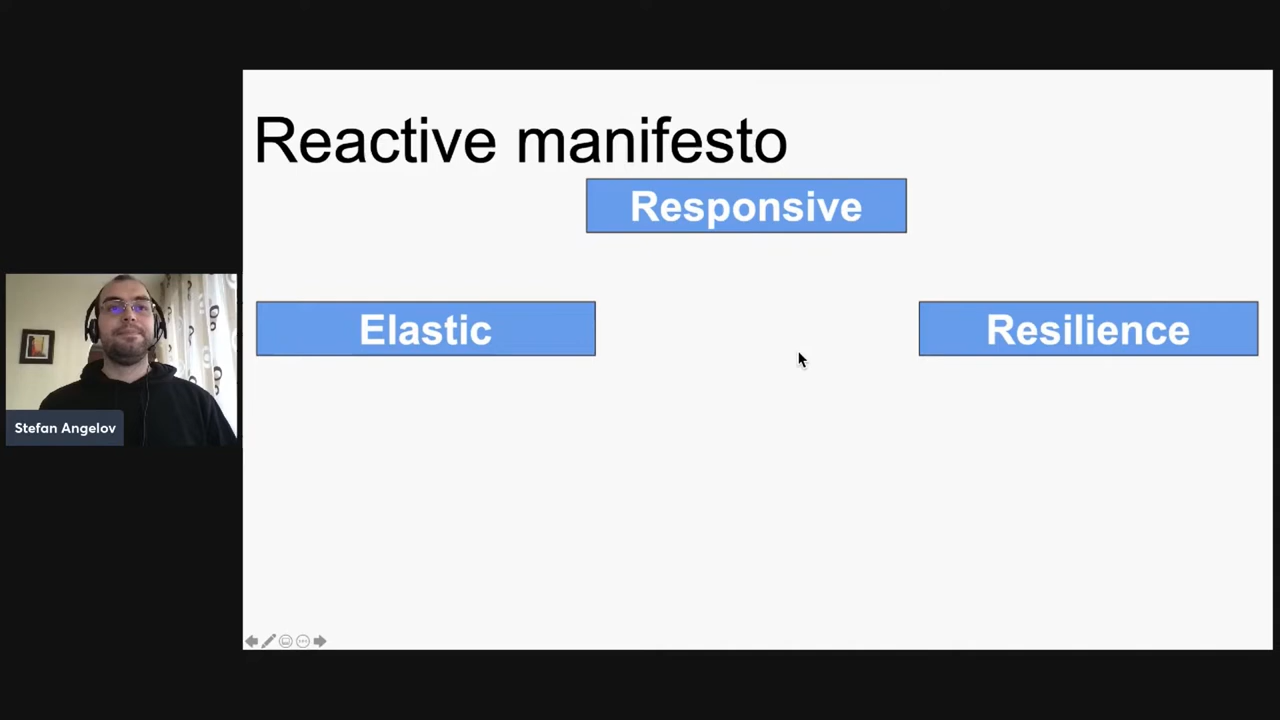 Reactive manifesto
Responsive
Elastic
Resilience
Stefan Angelov